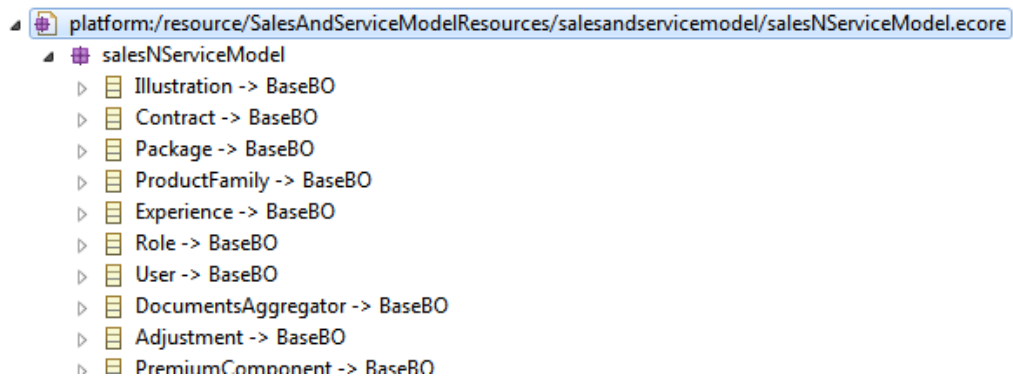 platform:/resource/SalesAndServiceModelResources/salesandservicemodel/salesNServiceModel.ecore
salesNServiceModel
Illustration -> BaseBO
Contract -> BaseBO
Package -> BaseBO
ProductFamily -> BaseBO
Experience -> BaseBO
Role -> BaseBO
User -> BaseBO
DocumentsAggregator -> BaseBO
Adjustment -> BaseBO
PremiumComponent -> BaseBO